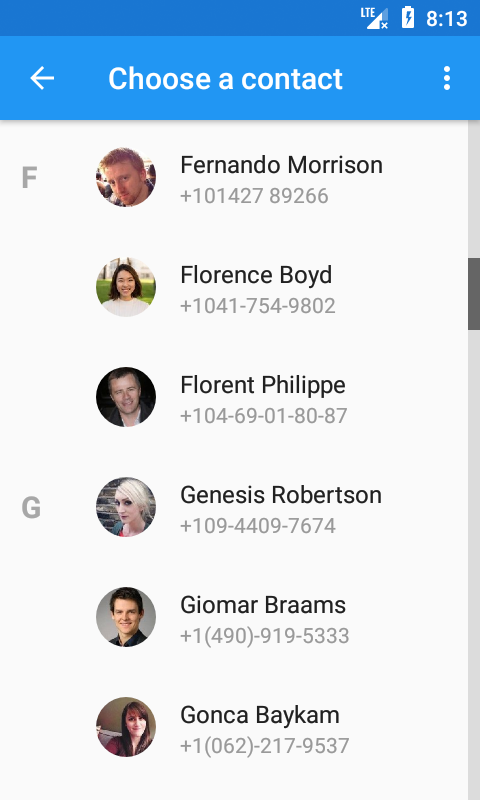 LTE 8:13
Choose a contact
F
Fernando Morrison
+101427 89266
Florence Boyd
+1041-754-9802
Florent Philippe
+104-69-01-80-87
G
Genesis Robertson
+109-4409-7674
Giomar Braams
+1(490)-919-5333
Gonca Baykam
+1(062)-217-9537